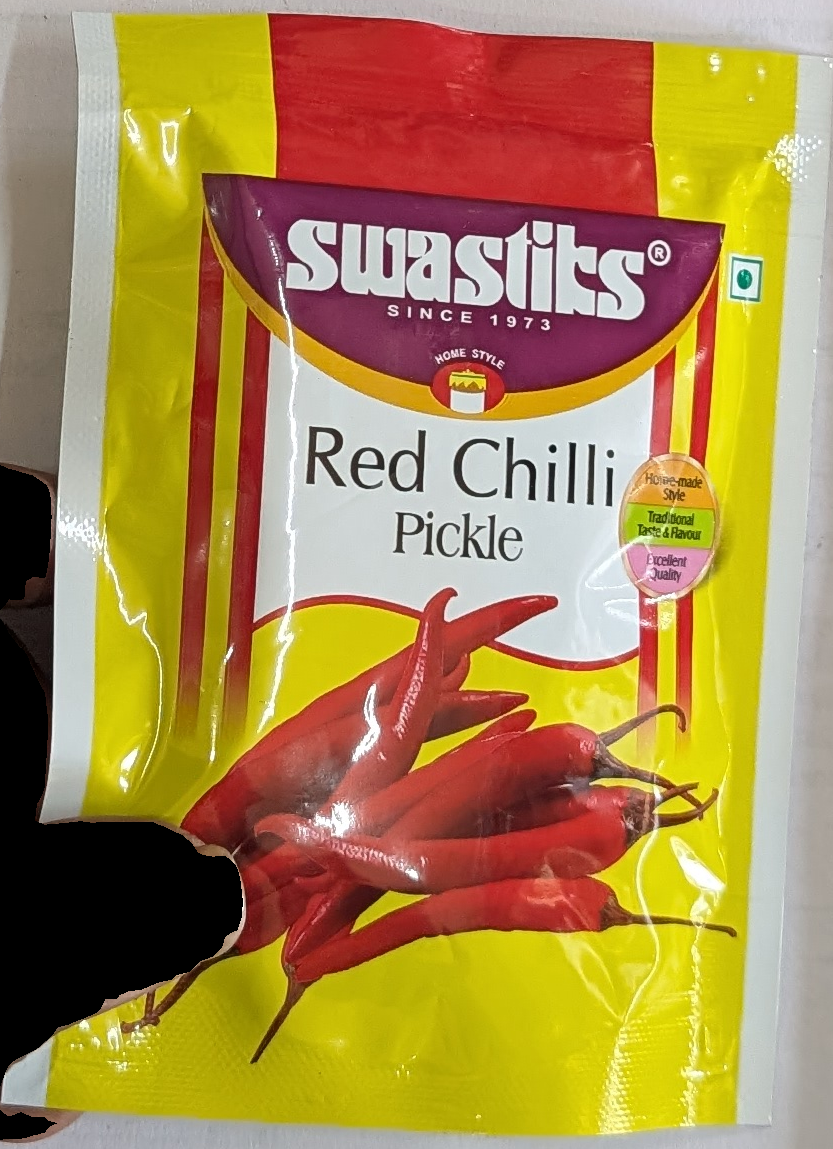 swastiks®
SINCE 1973
HOME STYLE
Red Chilli
Pickle
Home-made
Style
Traditional
Taste & Flavour
Excellent
Quality